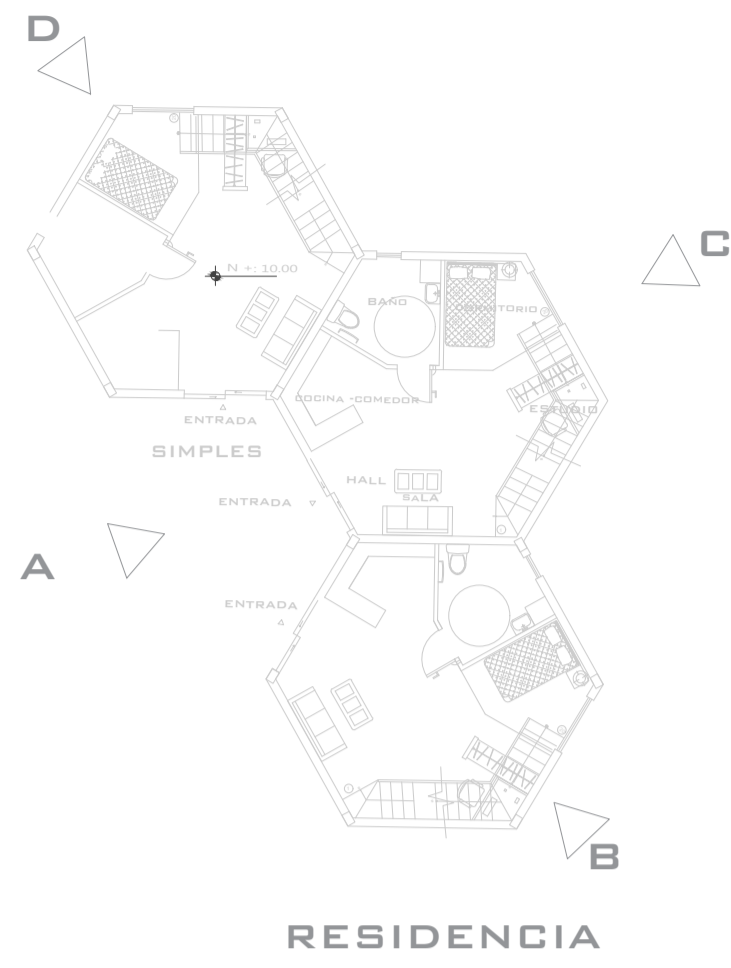 D
N +: 10.00
C
BAÑO
DORMITORIO
COCINA -COMEDOR
ESTUDIO
ENTRADA
SIMPLES
HALL
SALA
ENTRADA
A
ENTRADA
B
RESIDENCIA